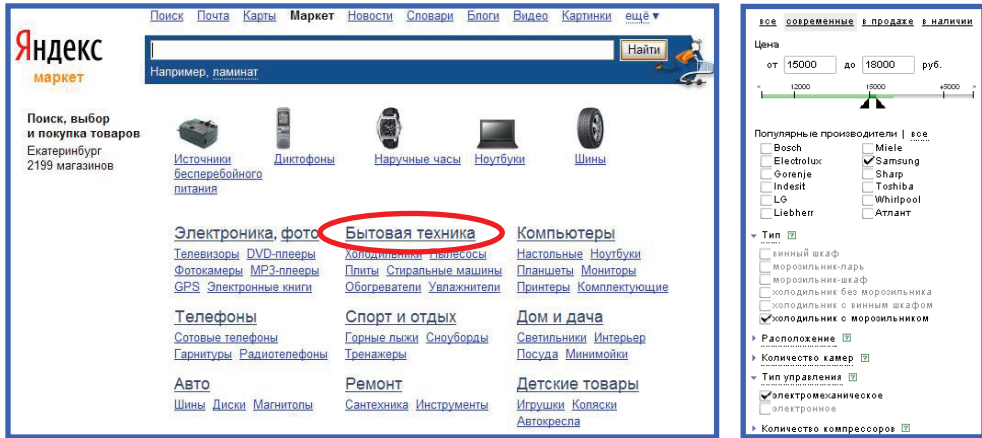 Поиск Почта Карты Маркет Новости Словари Блоги Видео Картинки ещё ▼
Яндекс
маркет
Найти
Например, ламинат
Поиск, выбор
и покупка товаров
Екатеринбург
2199 магазинов
Источники
бесперебойного
питания
Диктофоны
Наручные часы
Ноутбуки
Шины
Электроника, фото
Телевизоры DVD-плееры
Фотокамеры MP3-плееры
GPS Электронные книги
Бытовая техника
Холодильники Пылесосы
Плиты Стиральные машины
Обогреватели Увлажнители
Компьютеры
Настольные Ноутбуки
Планшеты Мониторы
Принтеры Комплектующие
Телефоны
Сотовые телефоны
Гарнитуры Радиотелефоны
Спорт и отдых
Горные лыжи Сноуборды
Тренажеры
Дом и дача
Светильники Интерьер
Посуда Минимойки
Авто
Шины Диски Магнитолы
Ремонт
Сантехника Инструменты
Детские товары
Игрушки Коляски
Автокресла
все современные в продаже в наличии
Цена
от 15000 до 18000 руб.
< 12000 15000 45000 >
Популярные производители | все
Bosch Miele
Electrolux Samsung
Gorenje Sharp
Indesit Toshiba
LG Whirlpool
Liebherr Атлант
Тип ?
винный шкаф
морозильник-ларь
морозильник-шкаф
холодильник без морозильника
холодильник с винным шкафом
холодильник с морозильником
Расположение ?
Количество камер ?
Тип управления ?
электромеханическое
электронное
Количество компрессоров ?